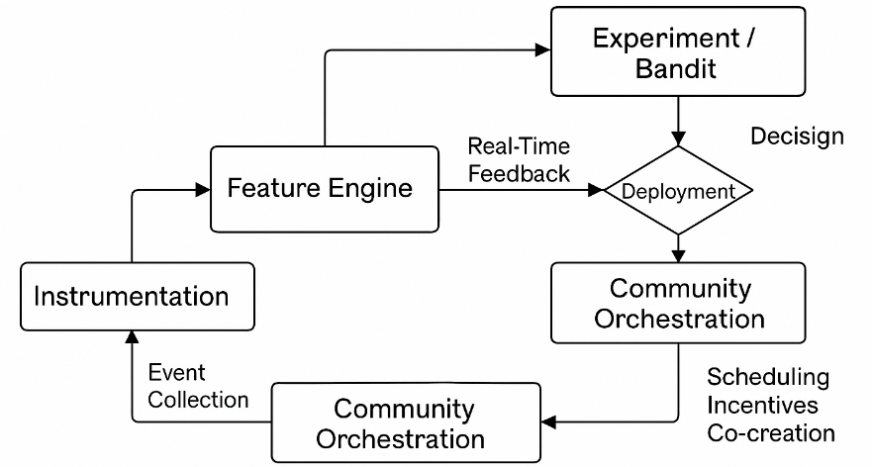 Experiment /
Bandit
Decisign
Real-Time
Feedback
Feature Engine
Deployment
Instrumentation
Community
Orchestration
Event
Collection
Scheduling
Incentives
Co-creation
Community
Orchestration